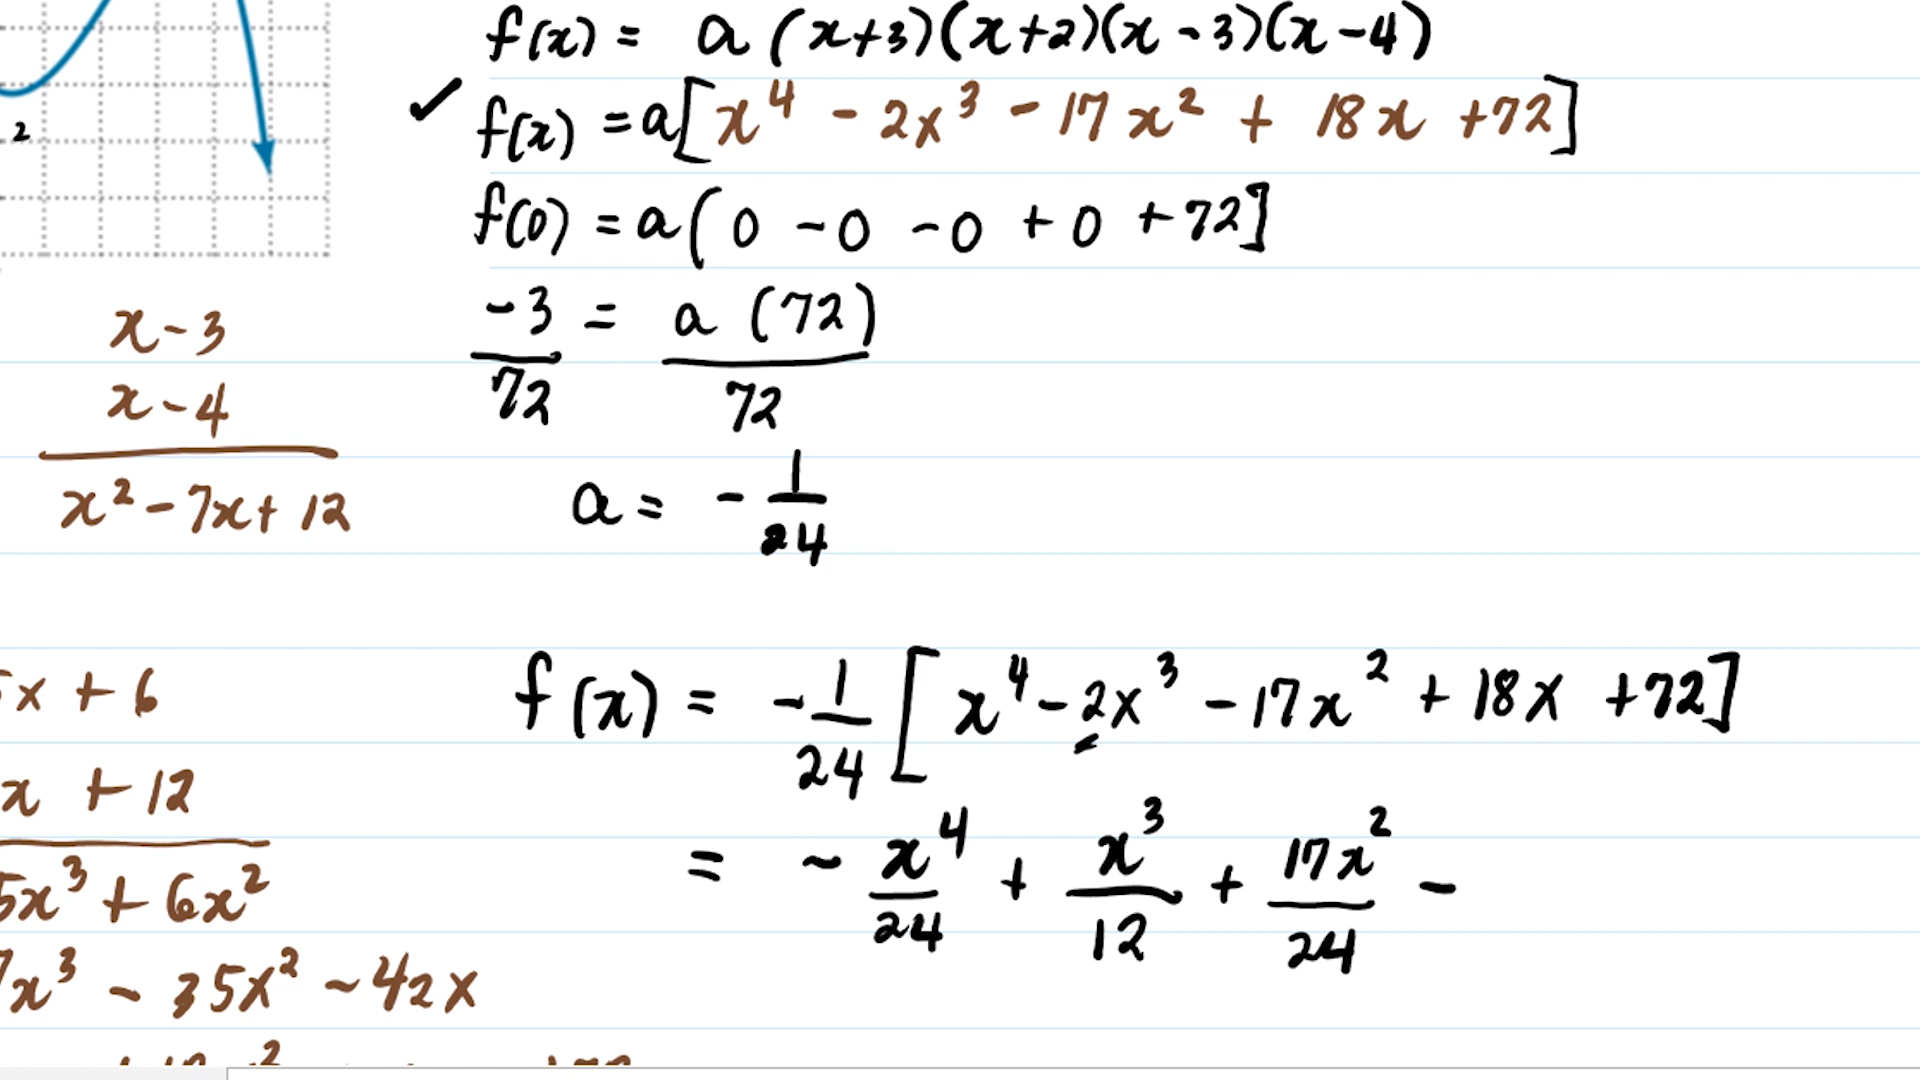 f(x) = a (x+3)(x+2)(x-3)(x-4)
✓ f(x) = a[x⁴ - 2x³ - 17x² + 18x + 72]
2
f(0) = a(0 - 0 - 0 + 0 + 72]
-3/72 = a(72)/72
x-3
x-4
x² - 7x + 12
a = -1/24
x + 6
f(x) = -1/24 [x⁴ - 2x³ - 17x² + 18x + 72]
x + 12
= - x⁴/24 + x³/12 + 17x²/24 -
5x³ + 6x²
7x³ - 35x² - 42x